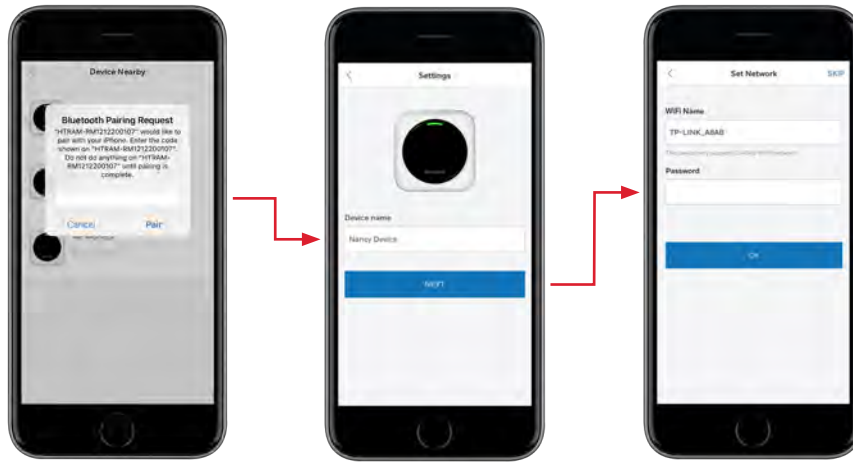 Device Nearby
Bluetooth Pairing Request
"HTRAM-RM1212200107" would like to
pair with your iPhone. Enter the code
shown on "HTRAM-RM1212200107".
Do not do anything on "HTRAM-
RM1212200107" until pairing is
complete.
Cancel
Pair
Settings
Device name
Nancy Device
NEXT
Set Network
SKIP
WiFi Name
TP-LINK_A8AB
Password
OK